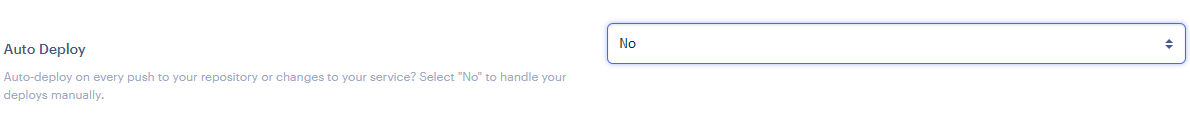 Auto Deploy
No
Auto-deploy on every push to your repository or changes to your service? Select "No" to handle your
deploys manually.